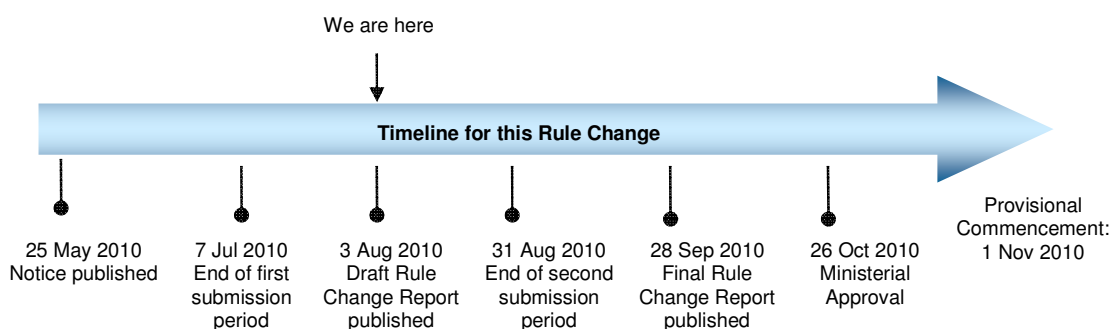 We are here
Timeline for this Rule Change
25 May 2010
Notice published
7 Jul 2010
End of first
submission
period
3 Aug 2010
Draft Rule
Change Report
published
31 Aug 2010
End of second
submission
period
28 Sep 2010
Final Rule
Change Report
published
26 Oct 2010
Ministerial
Approval
Provisional
Commencement:
1 Nov 2010